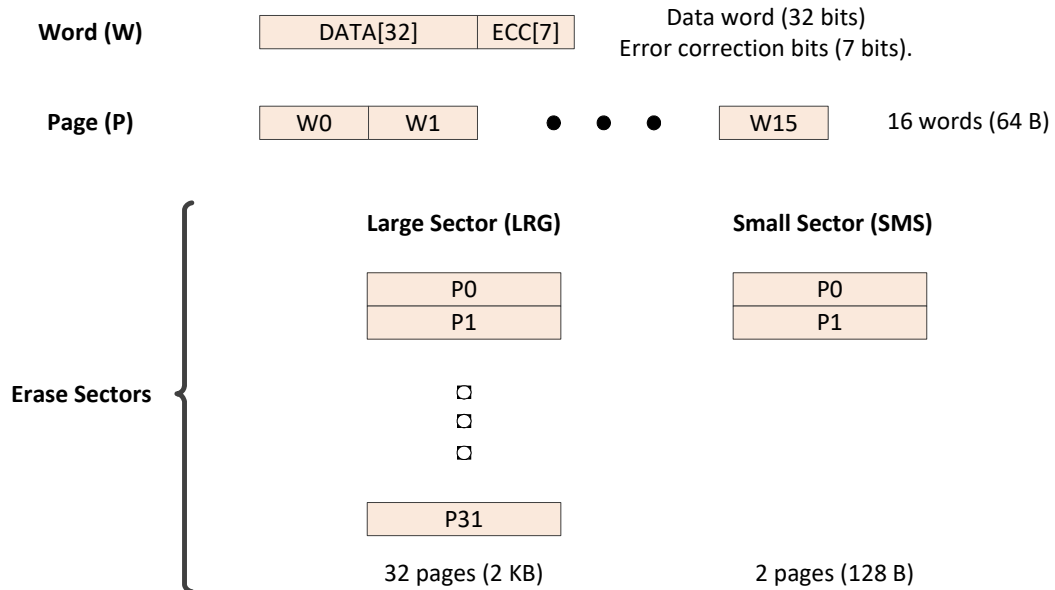 Word (W)
DATA[32]
ECC[7]
Data word (32 bits)
Error correction bits (7 bits).
Page (P)
W0
W1
W15
16 words (64 B)
Large Sector (LRG)
Small Sector (SMS)
P0
P0
P1
P1
Erase Sectors
P31
32 pages (2 KB)
2 pages (128 B)